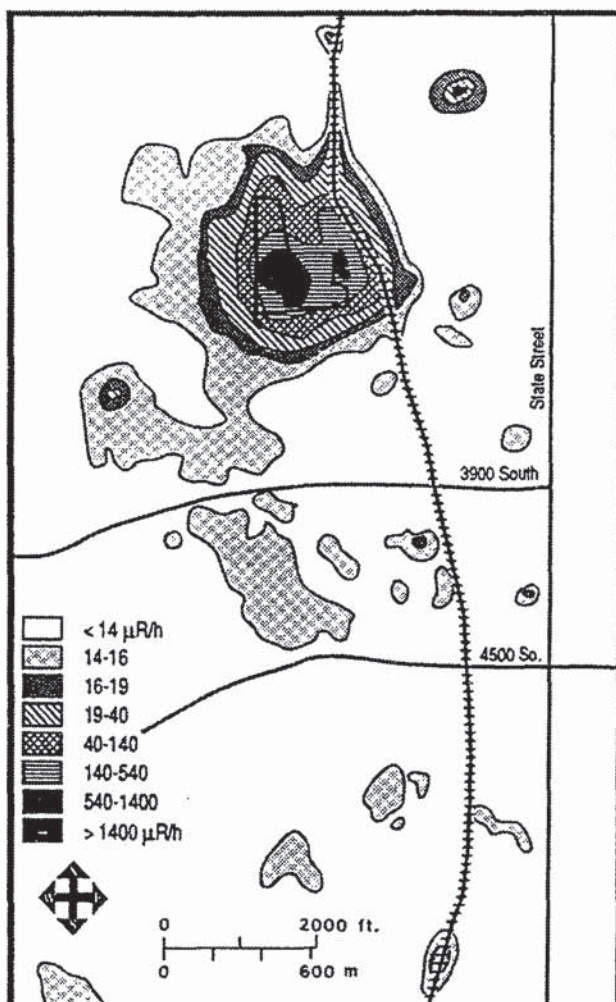 State Street
3900 South
4500 So.
< 14 μR/h
14-16
16-19
19-40
40-140
140-540
540-1400
> 1400 μR/h
0 2000 ft.
0 600 m